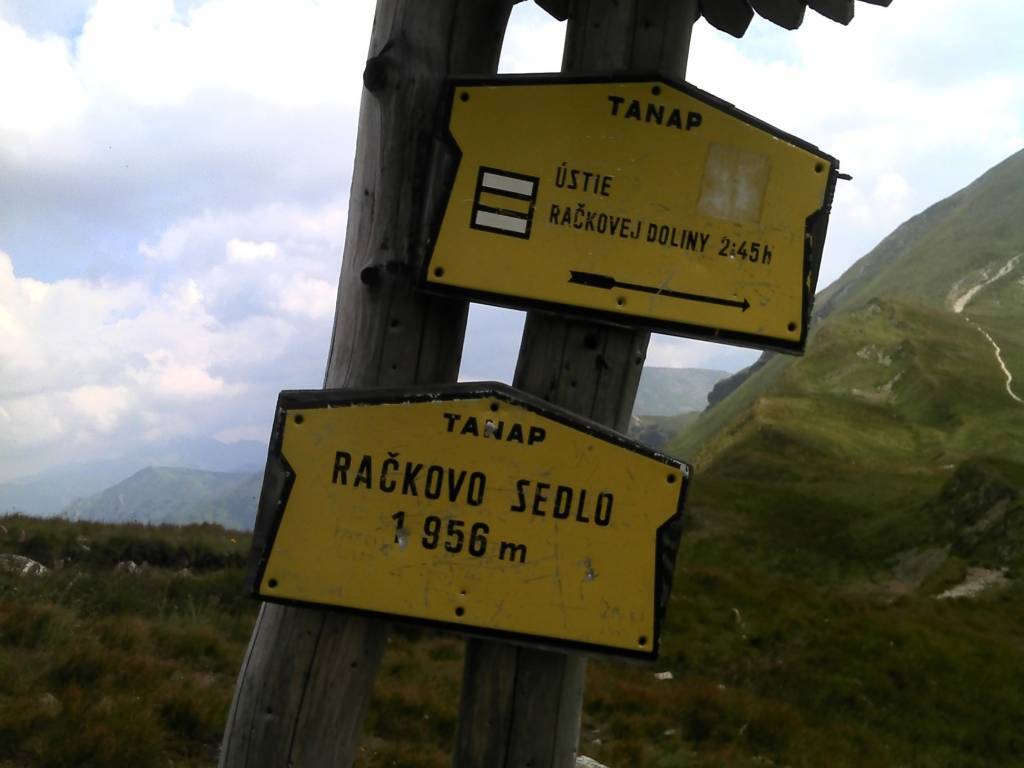 TANAP
ÚSTIE
RAČKOVEJ DOLINY 2:45h
TANAP
RAČKOVO SEDLO
1 956 m